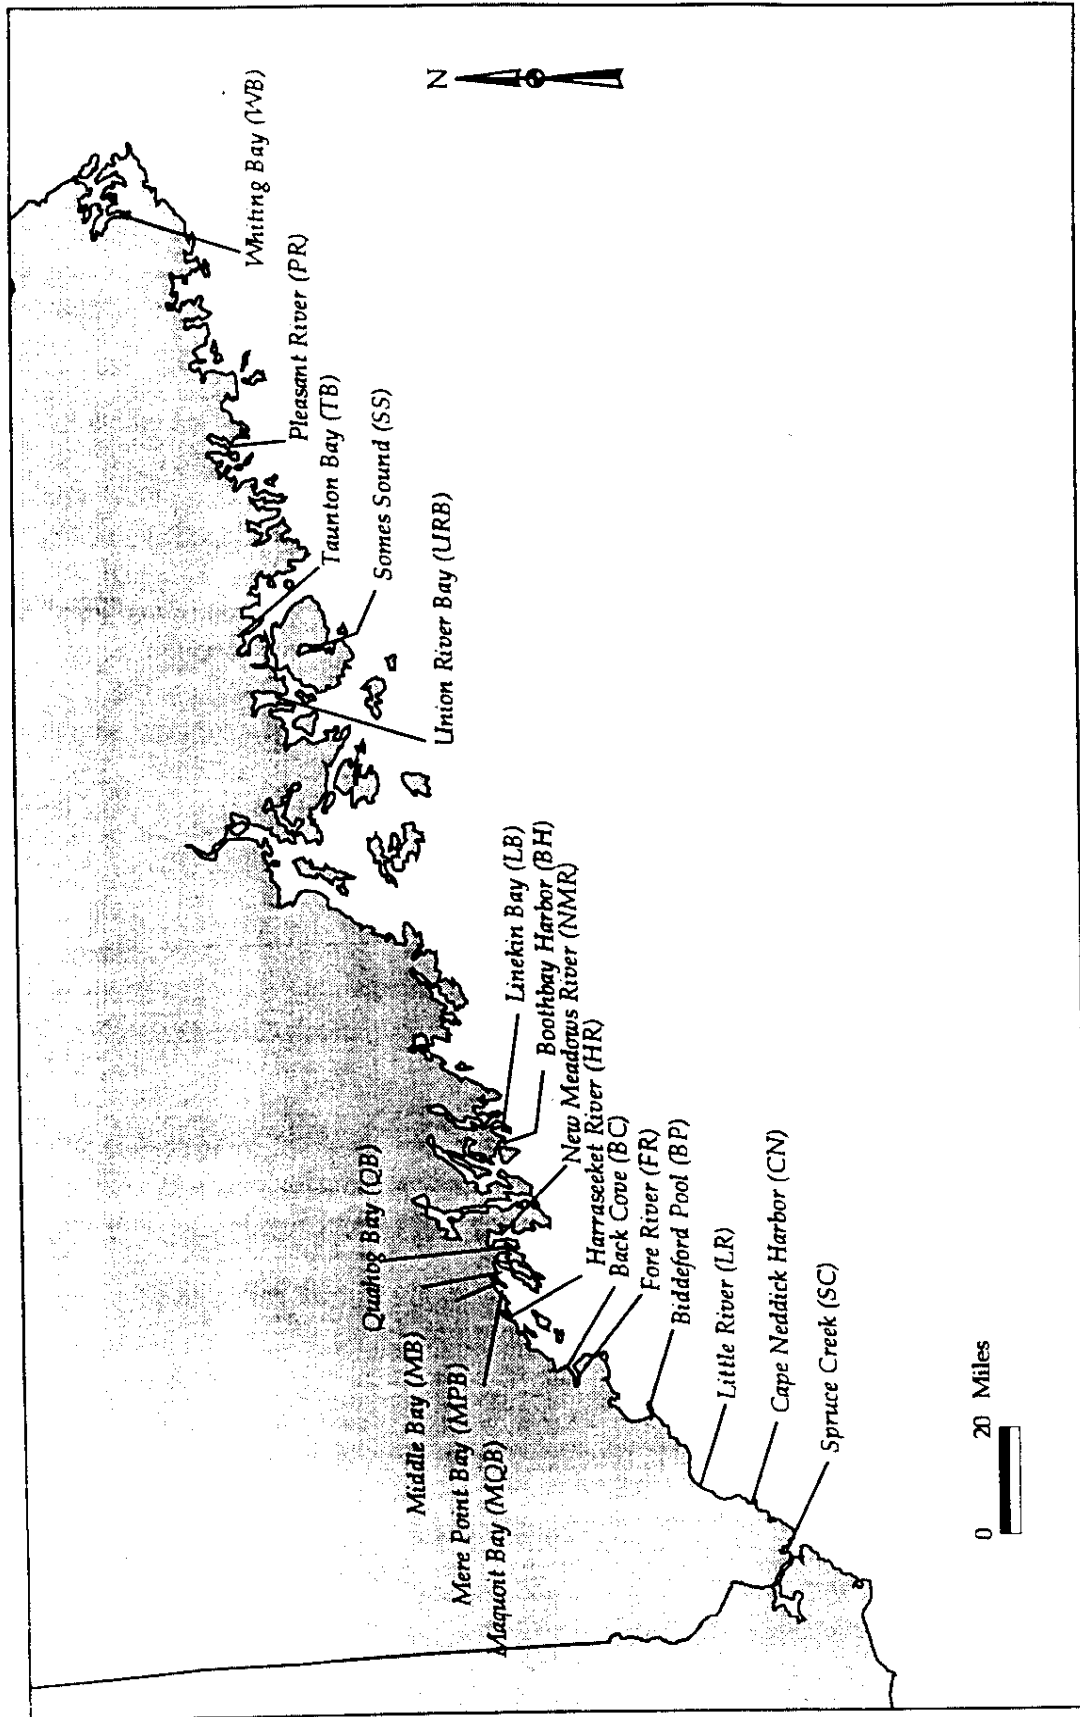 N
Whiting Bay (WB)
Pleasant River (PR)
Taunton Bay (TB)
Somes Sound (SS)
Union River Bay (URB)
Linekin Bay (LB)
Boothbay Harbor (BH)
New Meadows River (NMR)
Harraseeket River (HR)
Back Cove (BC)
Fore River (FR)
Biddeford Pool (BP)
Little River (LR)
Cape Neddick Harbor (CN)
Spruce Creek (SC)
Quahog Bay (QB)
Middle Bay (MB)
Mere Point Bay (MPB)
Maquoit Bay (MQB)
0 20 Miles